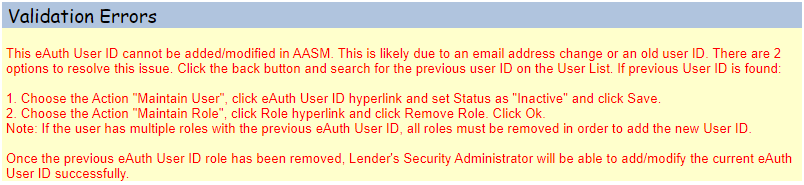 Validation Errors
This eAuth User ID cannot be added/modified in AASM. This is likely due to an email address change or an old user ID. There are 2
options to resolve this issue. Click the back button and search for the previous user ID on the User List. If previous User ID is found:
1. Choose the Action "Maintain User", click eAuth User ID hyperlink and set Status as "Inactive" and click Save.
2. Choose the Action "Maintain Role", click Role hyperlink and click Remove Role. Click Ok.
Note: If the user has multiple roles with the previous eAuth User ID, all roles must be removed in order to add the new User ID.
Once the previous eAuth User ID role has been removed, Lender's Security Administrator will be able to add/modify the current eAuth
User ID successfully.